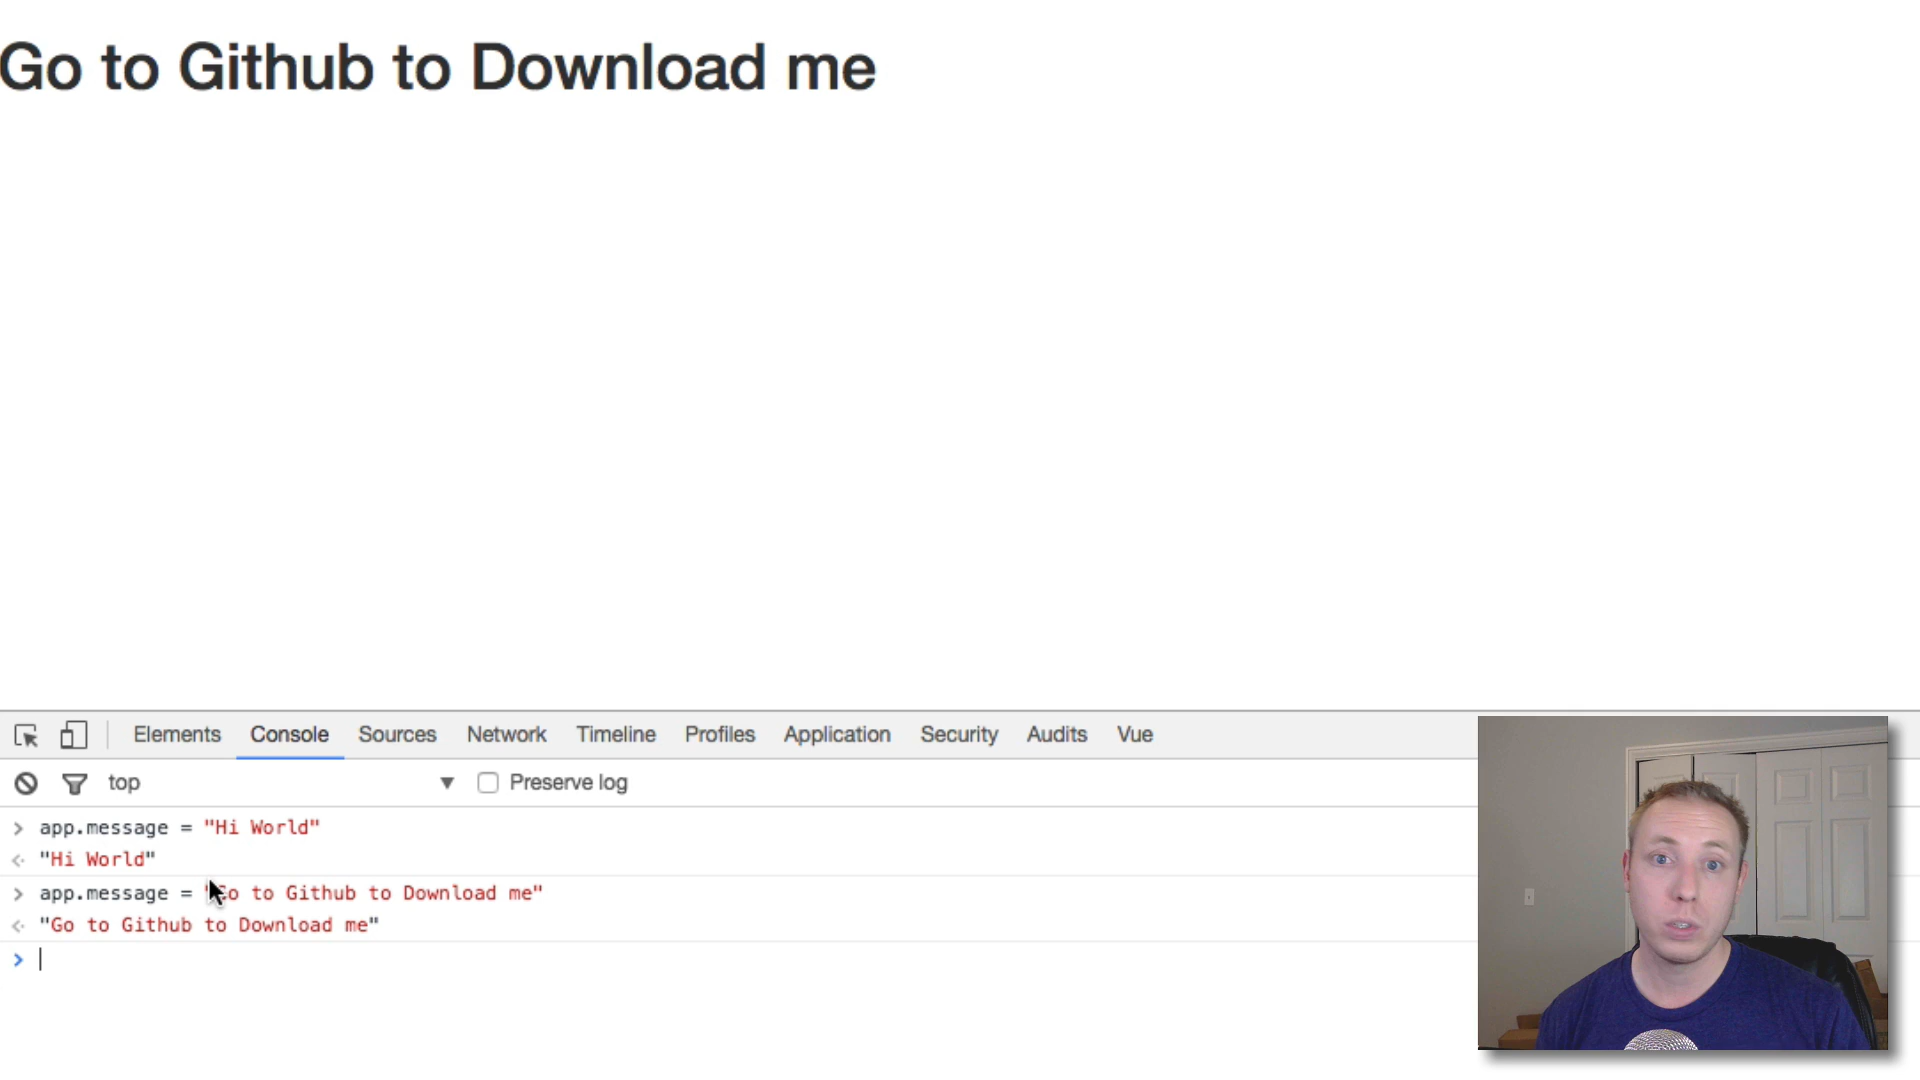 Go to Github to Download me
Elements Console Sources Network Timeline Profiles Application Security Audits Vue
top ▼ Preserve log
> app.message = "Hi World"
< "Hi World"
> app.message = "Go to Github to Download me"
< "Go to Github to Download me"
>